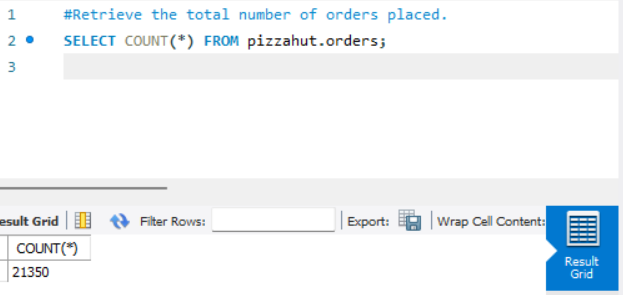 1 #Retrieve the total number of orders placed.
2 SELECT COUNT(*) FROM pizzahut.orders;
3
esult Grid Filter Rows: Export: Wrap Cell Content:
COUNT(*)
21350
Result
Grid